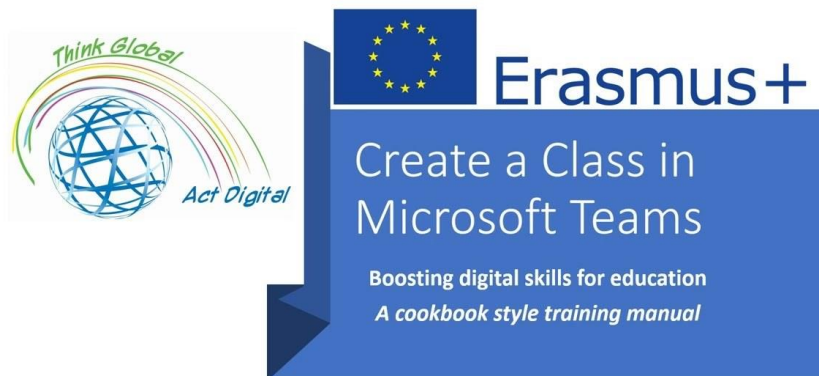 Think Global
Act Digital
Erasmus+
Create a Class in
Microsoft Teams
Boosting digital skills for education
A cookbook style training manual